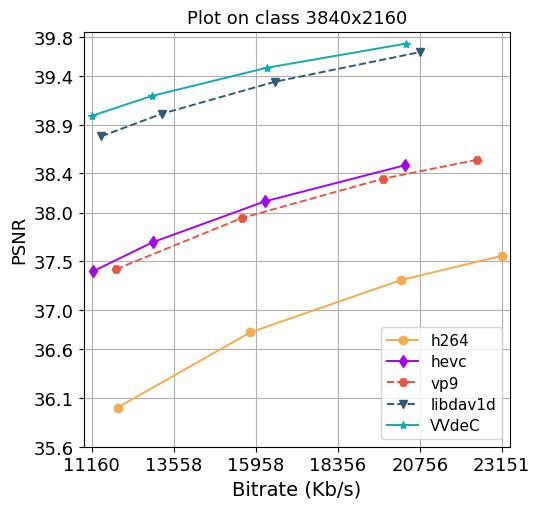 Plot on class 3840x2160
PSNR
39.8
39.4
38.9
38.4
38.0
37.5
37.0
36.6
36.1
35.6
h264
hevc
vp9
libdav1d
VVdeC
11160 13558 15958 18356 20756 23151
Bitrate (Kb/s)